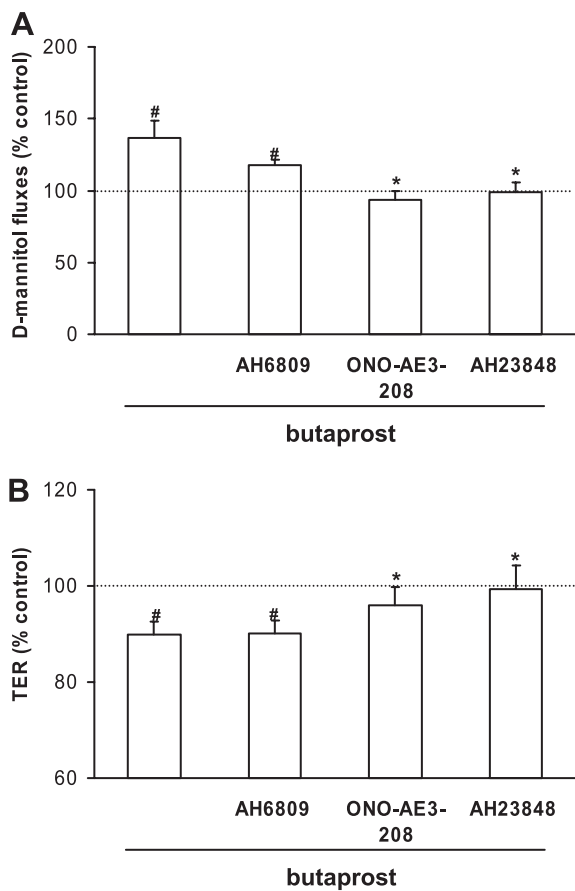 A
D-mannitol fluxes (% control)
200
150
100
50
0
#
#
*
*
AH6809
ONO-AE3-
208
AH23848
butaprost
B
TER (% control)
120
100
80
60
#
#
*
*
AH6809
ONO-AE3-
208
AH23848
butaprost